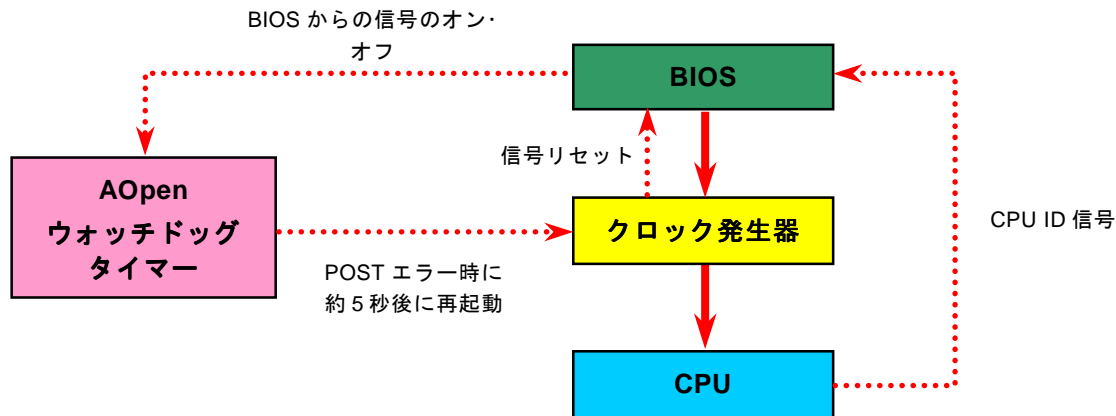 BIOS からの信号のオン･
オフ
BIOS
信号リセット
AOpen
ウォッチドッグ
タイマー
クロック発生器
CPU ID 信号
POST エラー時に
約 5 秒後に再起動
CPU